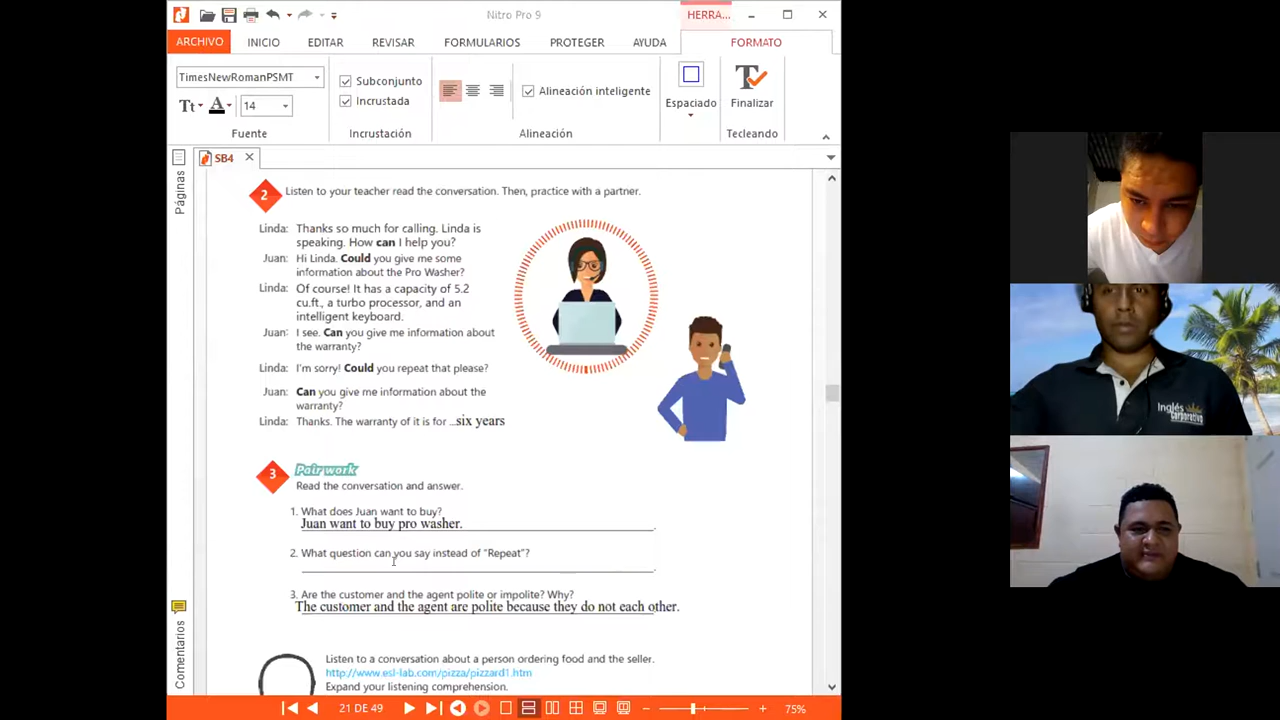 Nitro Pro 9
HERRA...
ARCHIVO INICIO EDITAR REVISAR FORMULARIOS PROTEGER AYUDA FORMATO
TimesNewRomanPSMT
Subconjunto
Incrustada
Alineación inteligente
Espaciado
Finalizar
Tt A 14
Fuente Incrustación Alineación Tecleando
SB4
Páginas
2 Listen to your teacher read the conversation. Then, practice with a partner.
Linda: Thanks so much for calling. Linda is
speaking. How can I help you?
Juan: Hi Linda. Could you give me some
information about the Pro Washer?
Linda: Of course! It has a capacity of 5.2
cu.ft., a turbo processor, and an
intelligent keyboard.
Juan: I see. Can you give me information about
the warranty?
Linda: I'm sorry! Could you repeat that please?
Juan: Can you give me information about the
warranty?
Linda: Thanks. The warranty of it is for ...six years
3 Pair work
Read the conversation and answer.
1. What does Juan want to buy?
Juan want to buy pro washer.
2. What question can you say instead of “Repeat”?
3. Are the customer and the agent polite or impolite? Why?
The customer and the agent are polite because they do not each other.
Listen to a conversation about a person ordering food and the seller.
http://www.esl-lab.com/pizza/pizzard1.htm
Expand your listening comprehension.
Comentarios
21 DE 49
75%
Inglés
corporativo